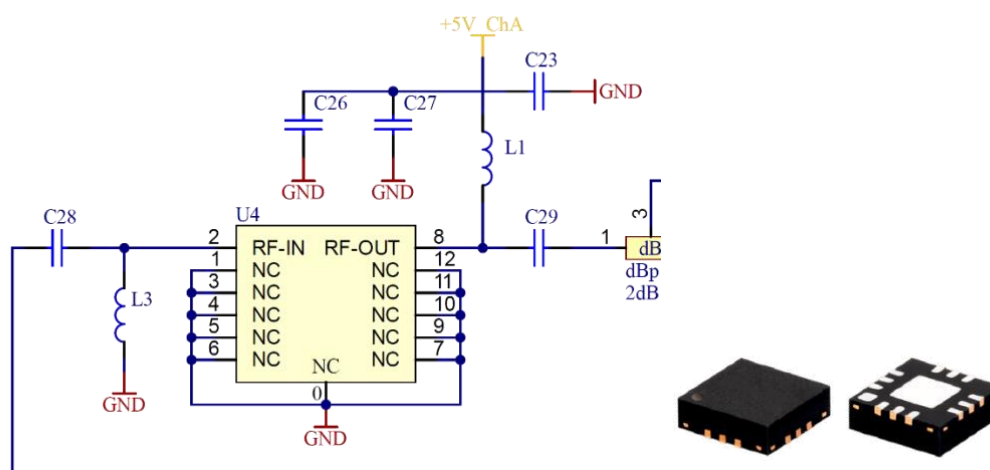 +5V ChA
C23
GND
C26
C27
GND
GND
L1
C28
U4
C29
3
2
RF-IN
RF-OUT
8
1
dB
1
NC
NC
12
dBp
3
NC
NC
11
2dB
4
NC
NC
10
5
NC
NC
9
6
NC
NC
7
L3
NC
0
GND
GND